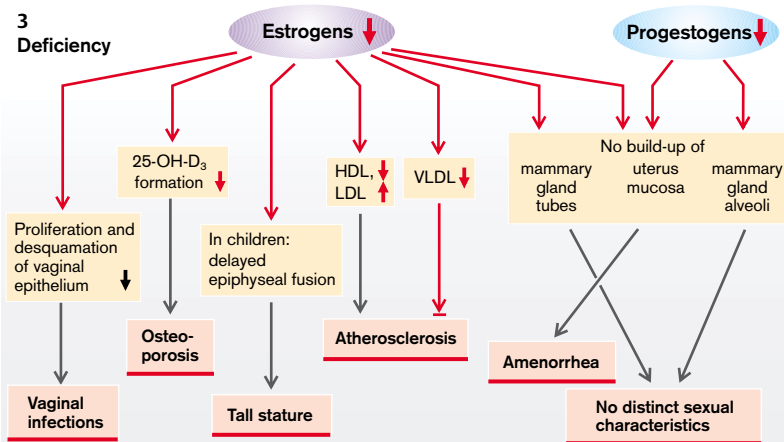 3
Deficiency
Estrogens
Progestogens
25-OH-D₃
formation
HDL,
LDL
VLDL
No build-up of
mammary
gland
tubes
uterus
mucosa
mammary
gland
alveoli
Proliferation and
desquamation
of vaginal
epithelium
In children:
delayed
epiphyseal fusion
Osteo-
porosis
Atherosclerosis
Amenorrhea
Vaginal
infections
Tall stature
No distinct sexual
characteristics